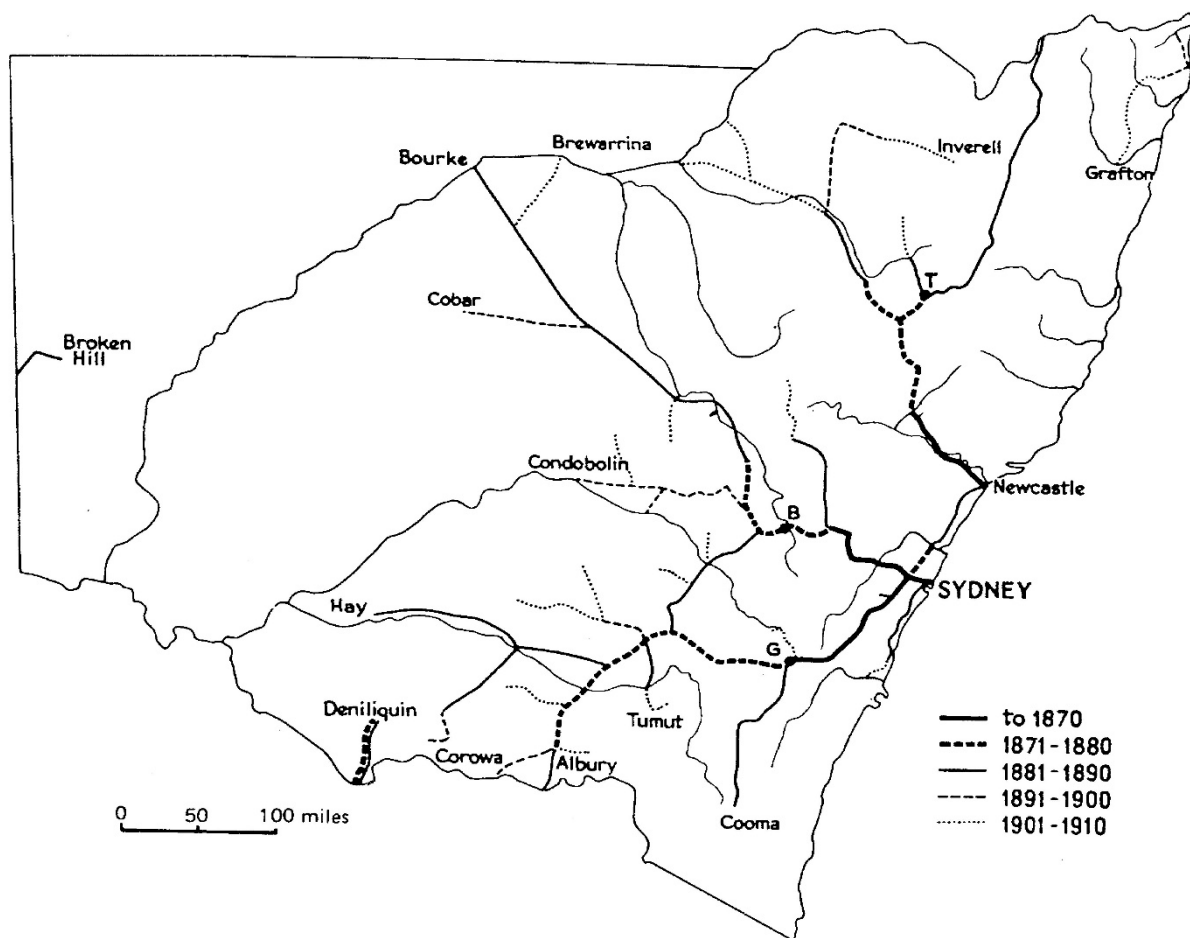 Brewarrina
Bourke
Inverell
Grafton
T
Cobar
Broken
Hill
Condobolin
Newcastle
B
SYDNEY
Hay
G
Deniliquin
Tumut
Corowa
Albury
Cooma
0 50 100 miles
to 1870
1871-1880
1881-1890
1891-1900
1901-1910